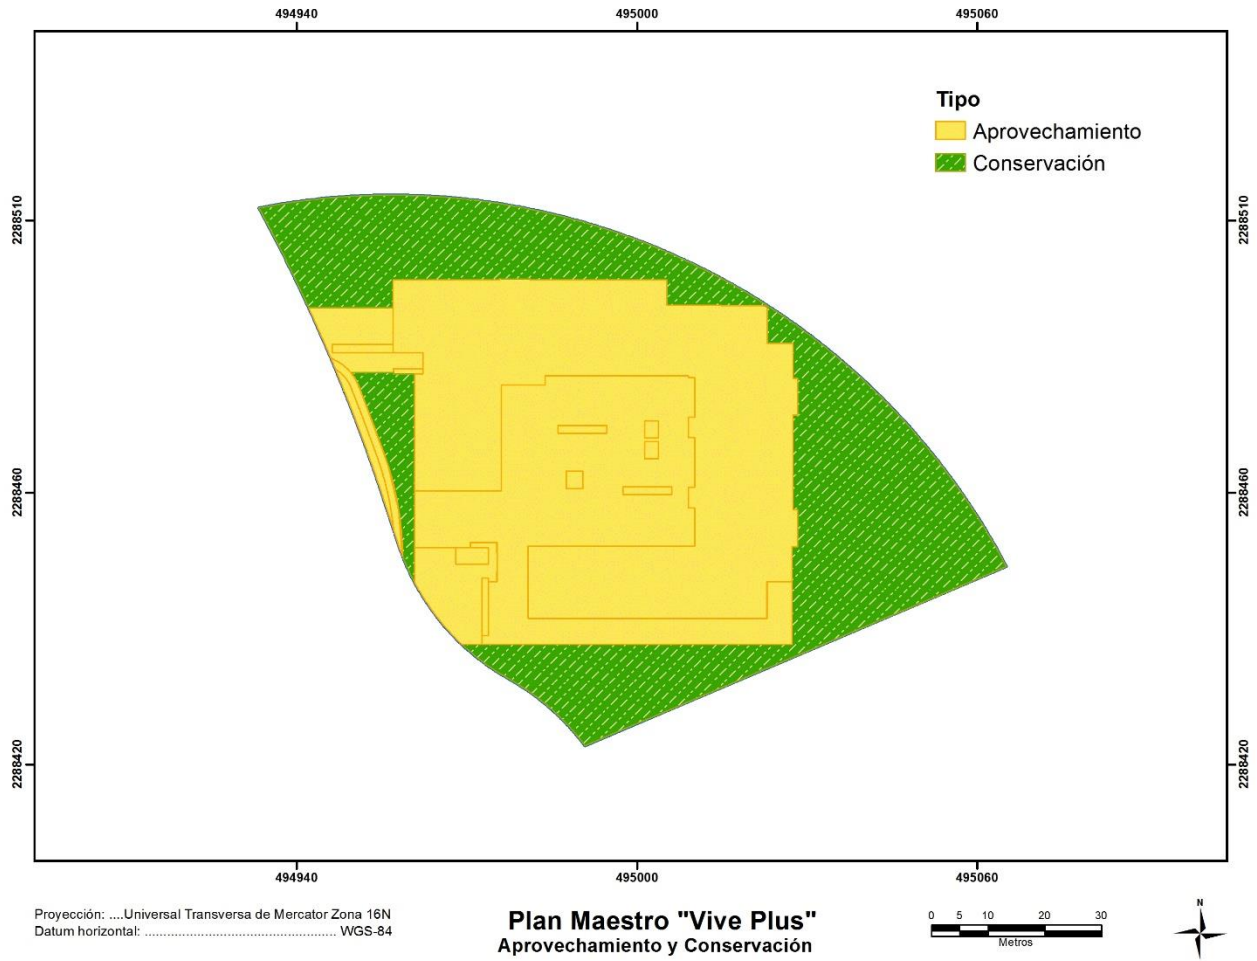 494940 495000 495060
Tipo
Aprovechamiento
Conservación
2288510 2288510
2288460 2288460
2288420 2288420
494940 495000 495060
Proyección: ....Universal Transversa de Mercator Zona 16N
Datum horizontal: .................................................. WGS-84
Plan Maestro "Vive Plus"
Aprovechamiento y Conservación
0 5 10 20 30
Metros
N